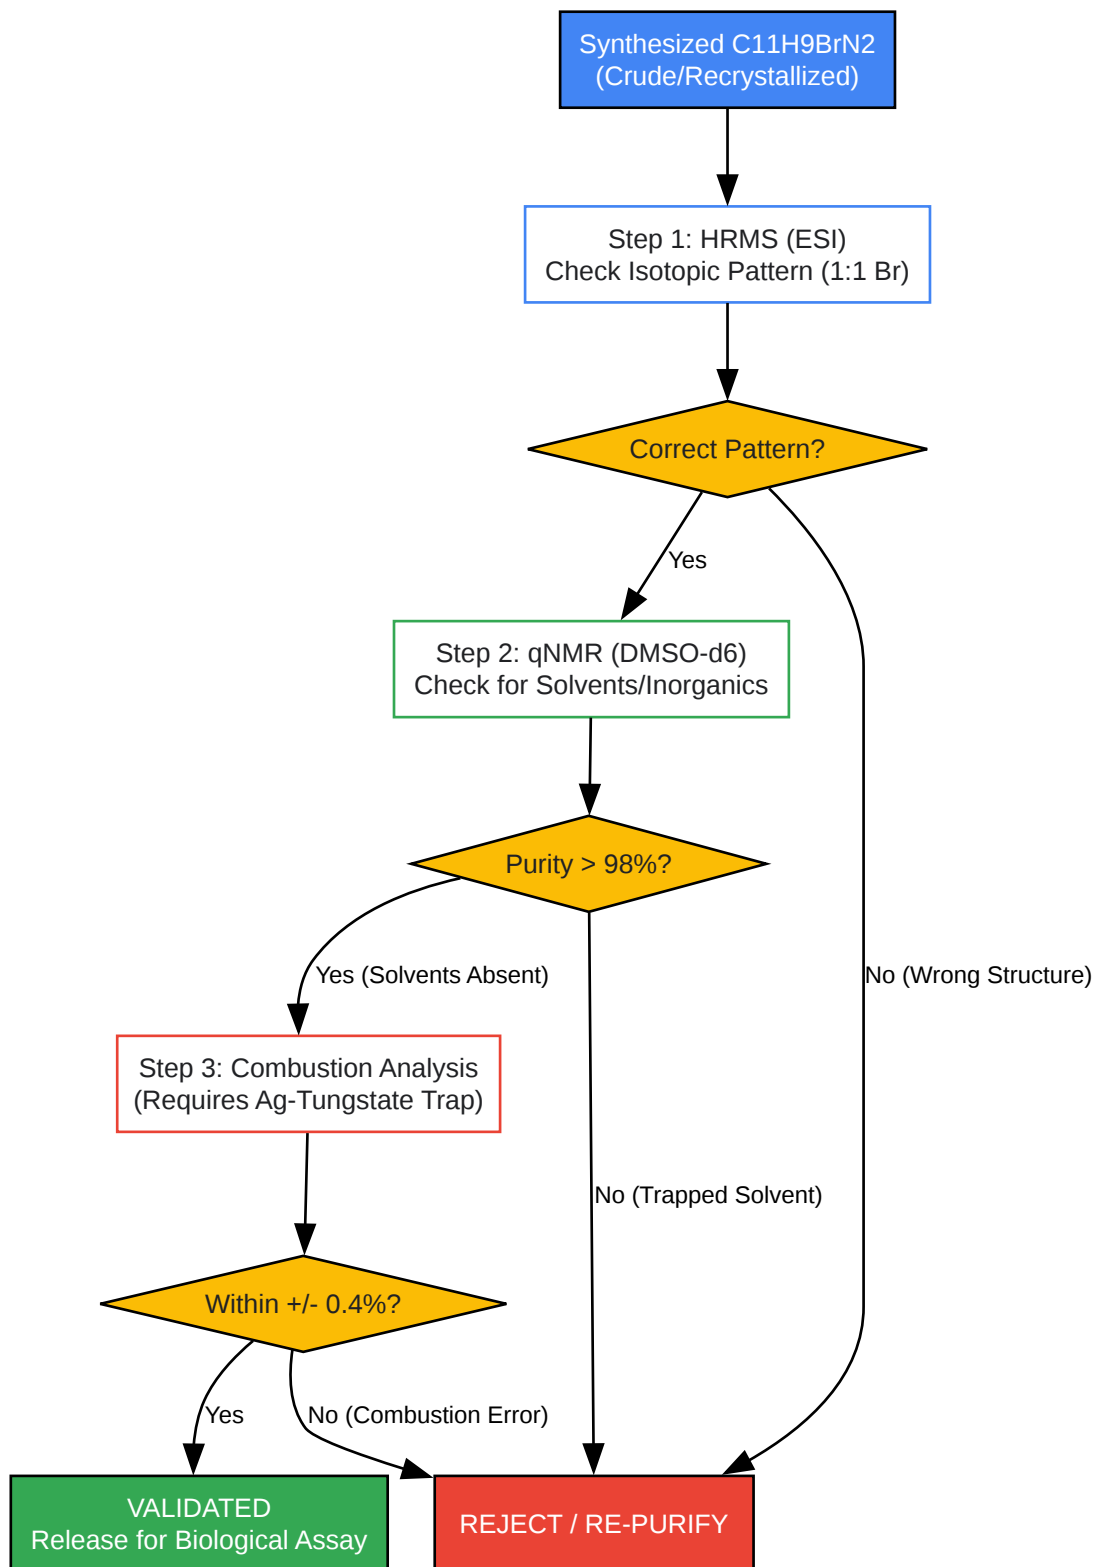 Synthesized C11H9BrN2
(Crude/Recrystallized)
Step 1: HRMS (ESI)
Check Isotopic Pattern (1:1 Br)
Correct Pattern?
Yes
Step 2: qNMR (DMSO-d6)
Check for Solvents/Inorganics
Purity > 98%?
Yes (Solvents Absent)
No (Wrong Structure)
Step 3: Combustion Analysis
(Requires Ag-Tungstate Trap)
No (Trapped Solvent)
Within +/- 0.4%?
Yes
No (Combustion Error)
VALIDATED
Release for Biological Assay
REJECT / RE-PURIFY